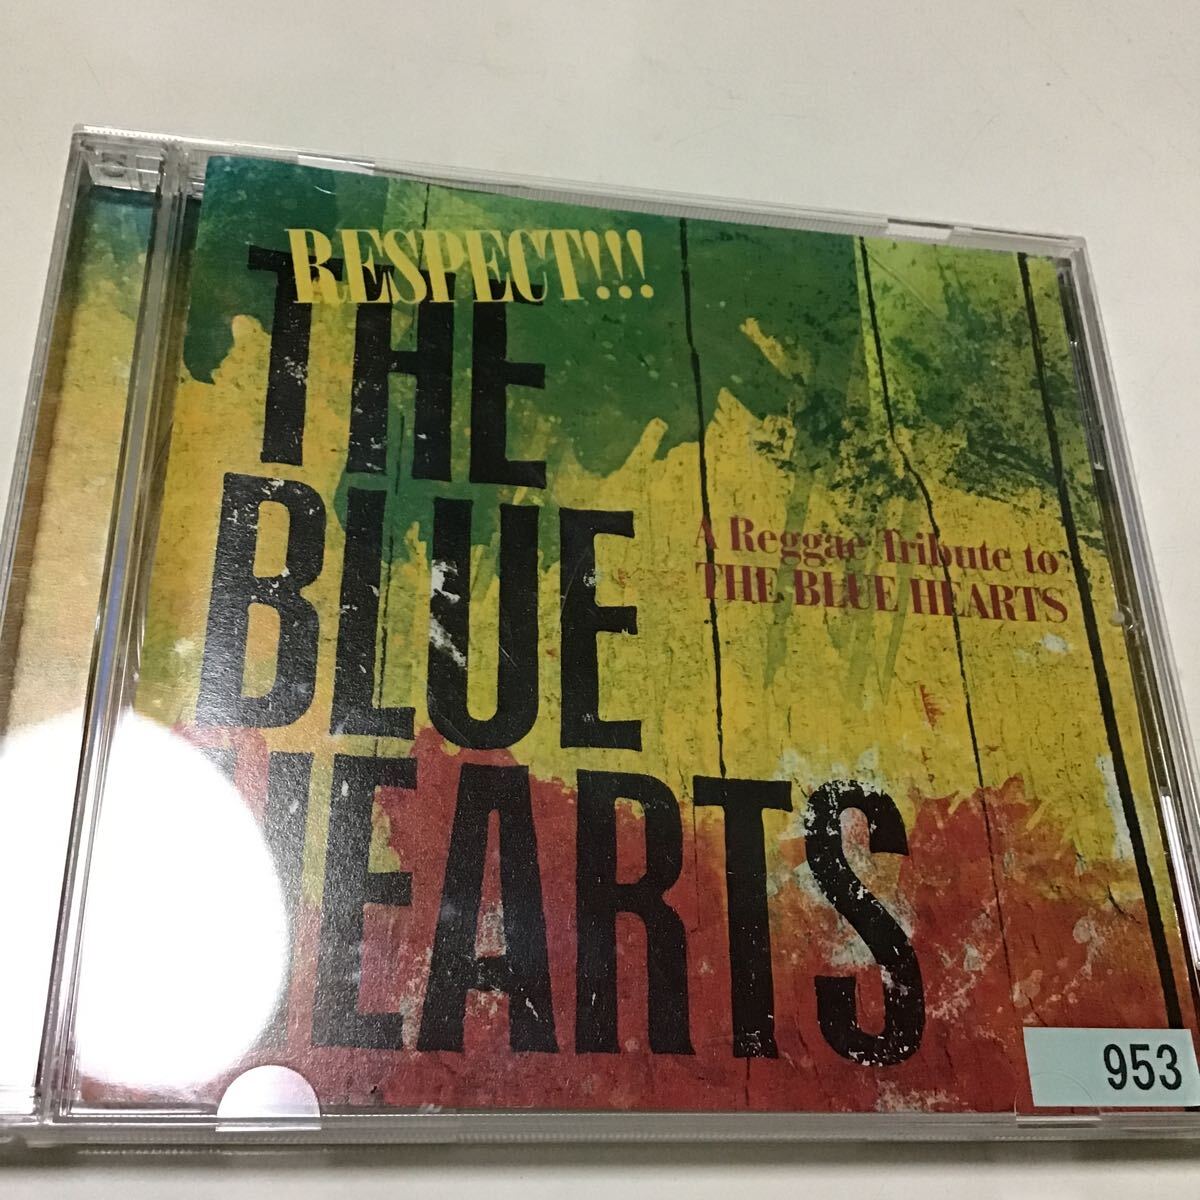 RESPECT!!!
THE
BLUE
HEARTS
A Reggae Tribute to
THE BLUE HEARTS
953